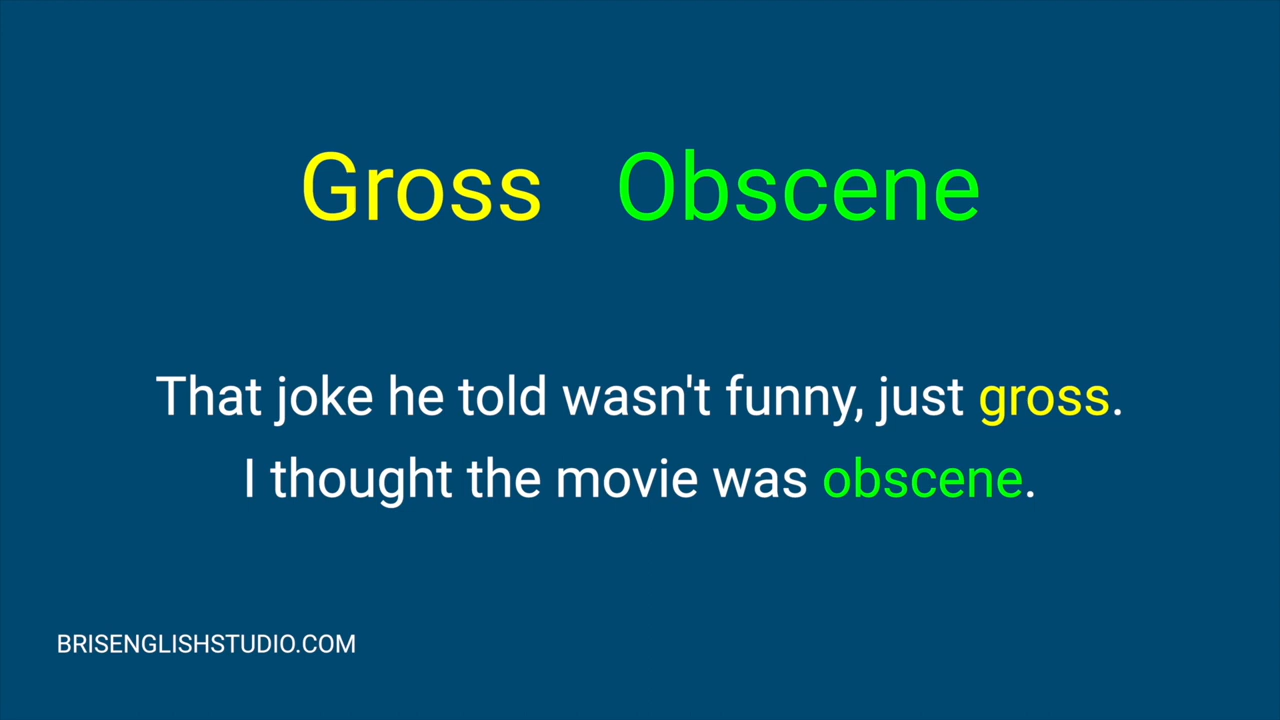 Gross Obscene
That joke he told wasn't funny, just gross.
I thought the movie was obscene.
BRISENGLISHSTUDIO.COM